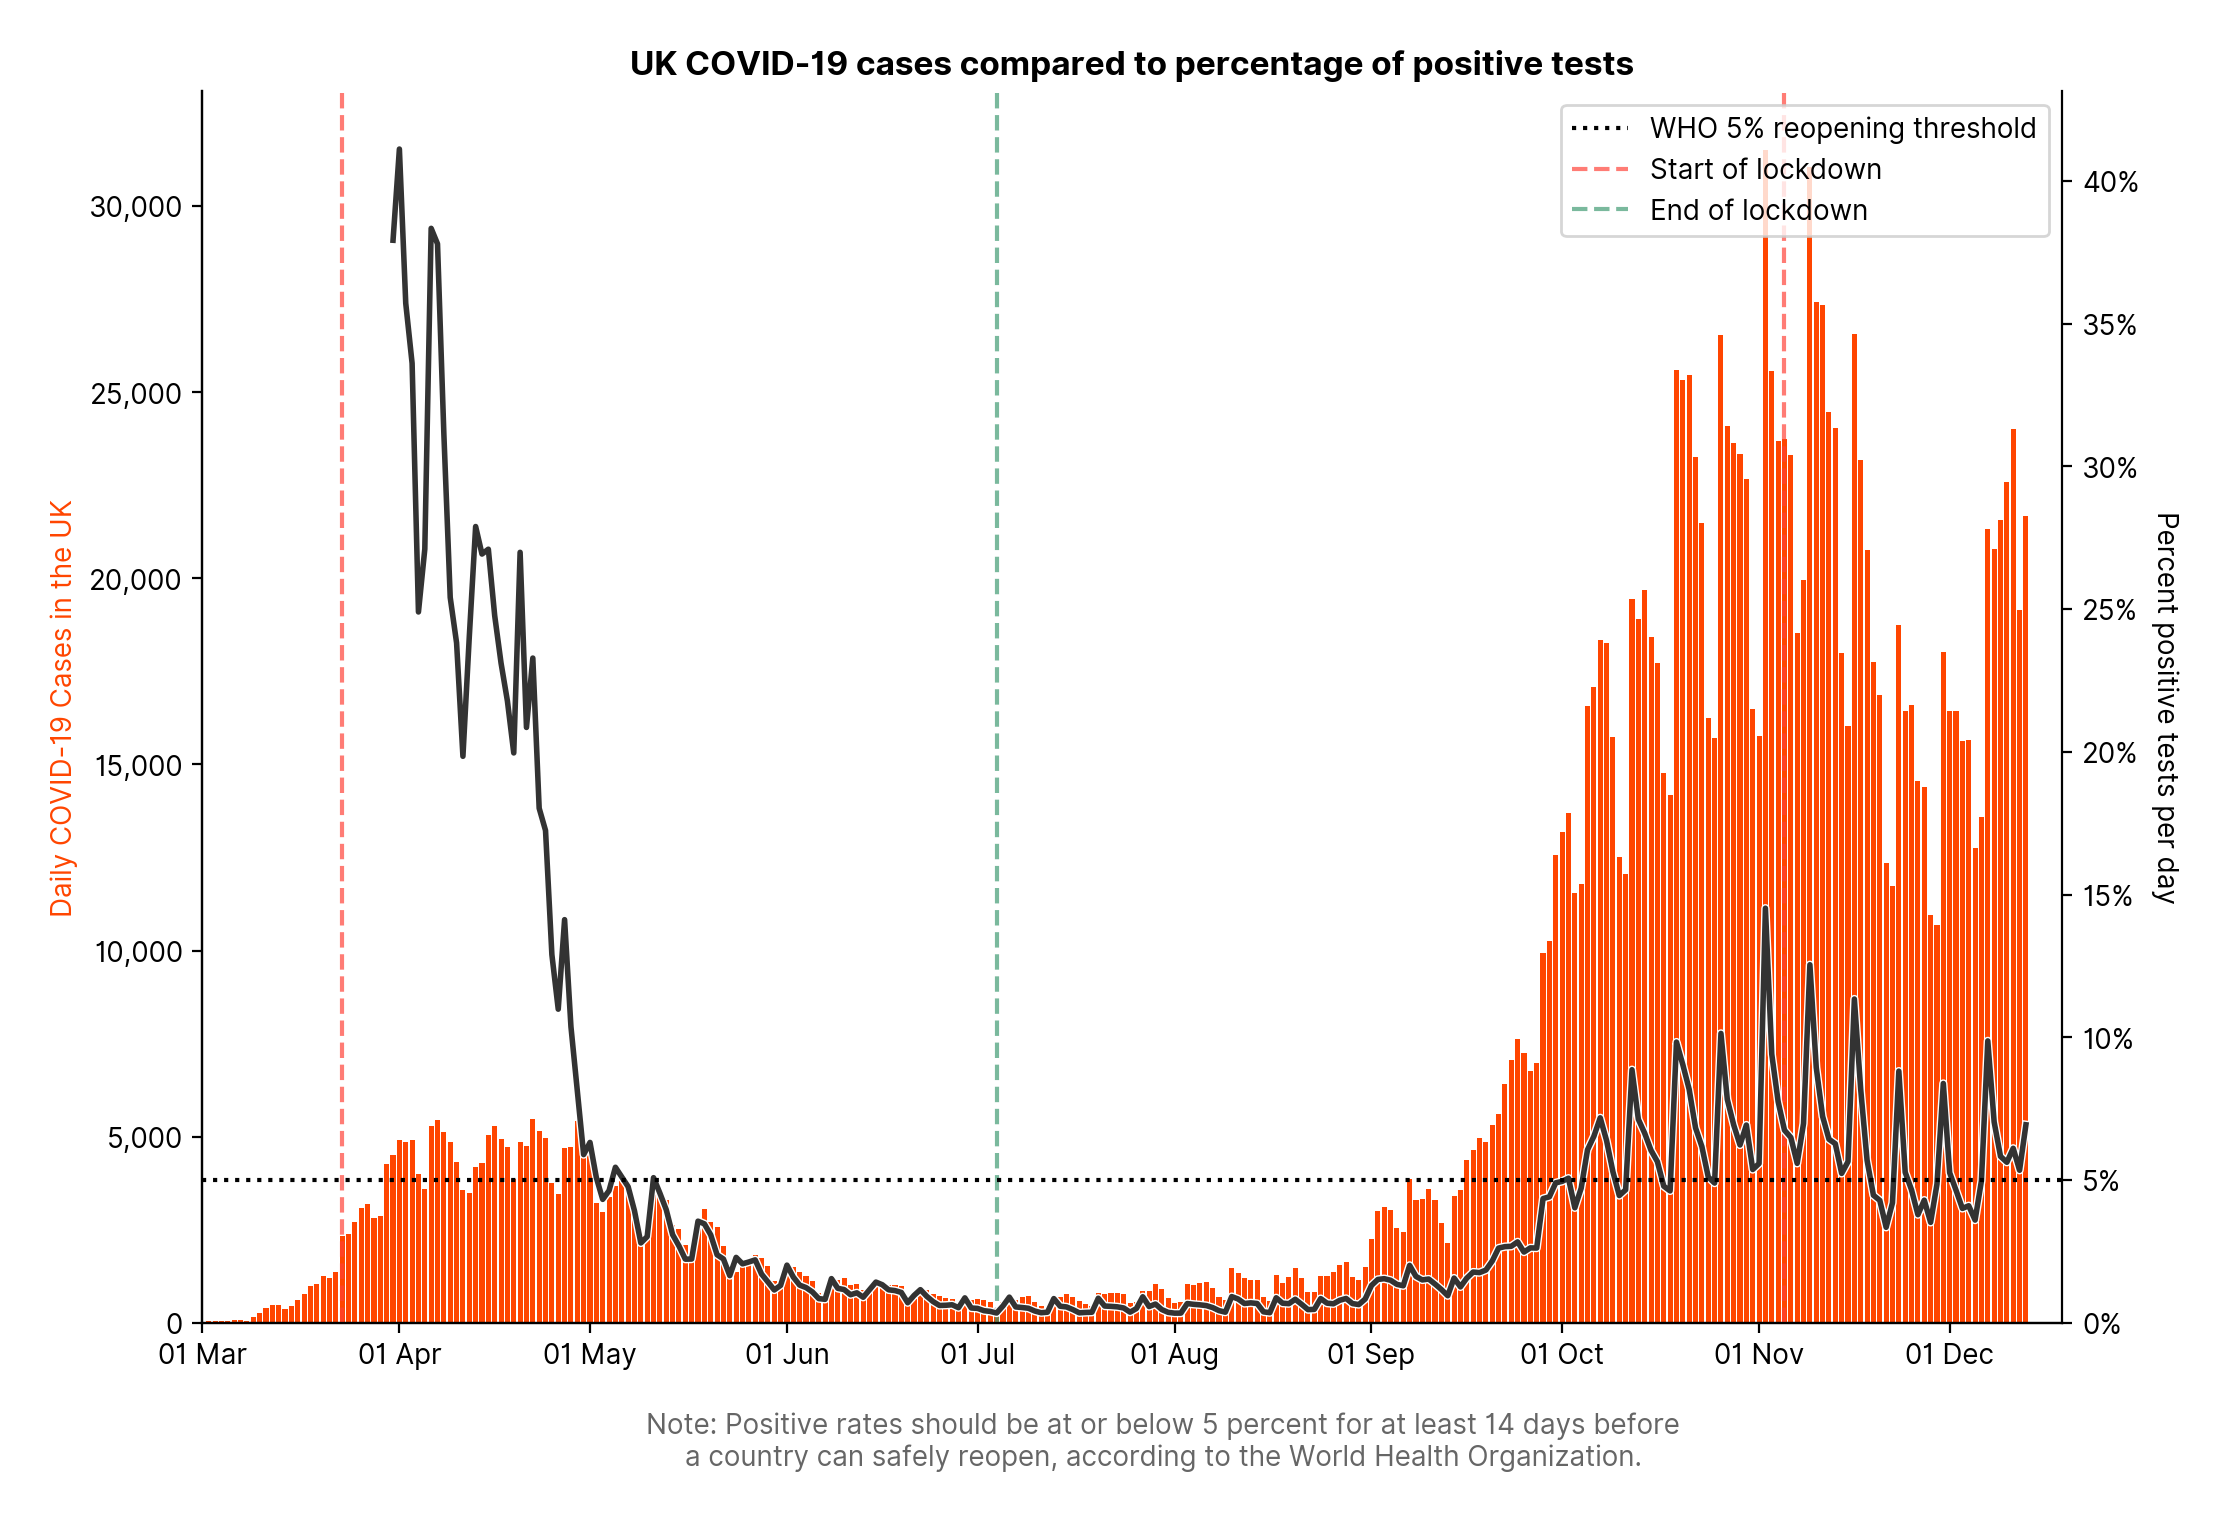 UK COVID-19 cases compared to percentage of positive tests
WHO 5% reopening threshold
Start of lockdown
End of lockdown
Daily COVID-19 Cases in the UK
30,000
25,000
20,000
15,000
10,000
5,000
0
40%
35%
30%
25%
20%
15%
10%
5%
0%
Percent positive tests per day
01 Mar
01 Apr
01 May
01 Jun
01 Jul
01 Aug
01 Sep
01 Oct
01 Nov
01 Dec
Note: Positive rates should be at or below 5 percent for at least 14 days before
a country can safely reopen, according to the World Health Organization.